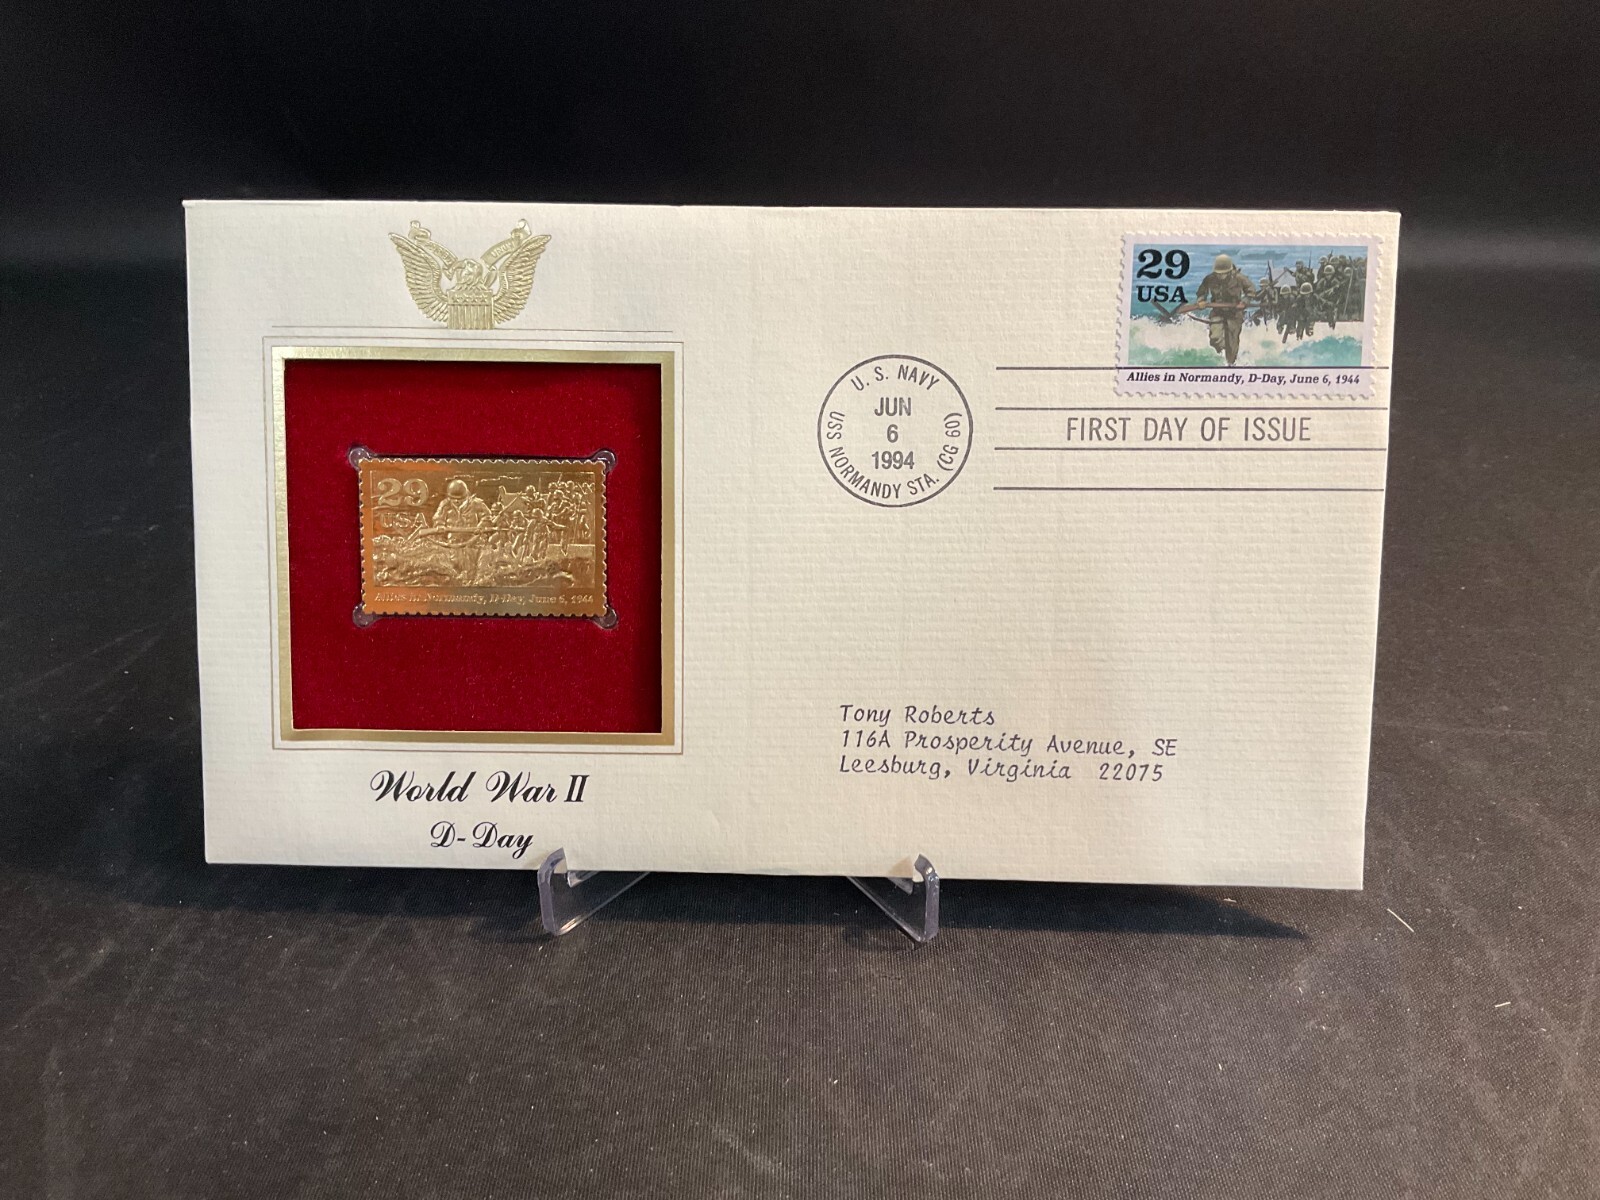 29
USA
Allies in Normandy, D-Day, June 6, 1944
World War II
D-Day
U. S. NAVY
JUN
6
1994
USS NORMANDY STA. (CG 60)
29
USA
Allies in Normandy, D-Day, June 6, 1944
FIRST DAY OF ISSUE
Tony Roberts
116A Prosperity Avenue, SE
Leesburg, Virginia 22075